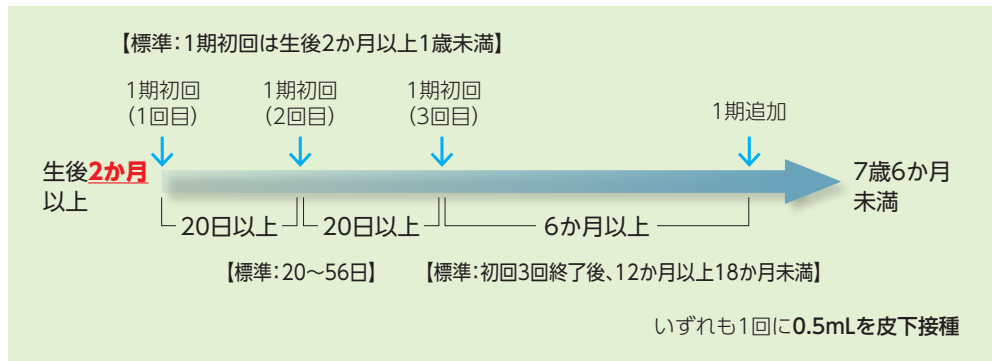 【標準：1期初回は生後2か月以上1歳未満】
1期初回
（1回目）
1期初回
（2回目）
1期初回
（3回目）
1期追加
生後2か月
以上
7歳6か月
未満
20日以上
20日以上
6か月以上
【標準：20～56日】
【標準：初回3回終了後、12か月以上18か月未満】
いずれも1回に0.5mLを皮下接種